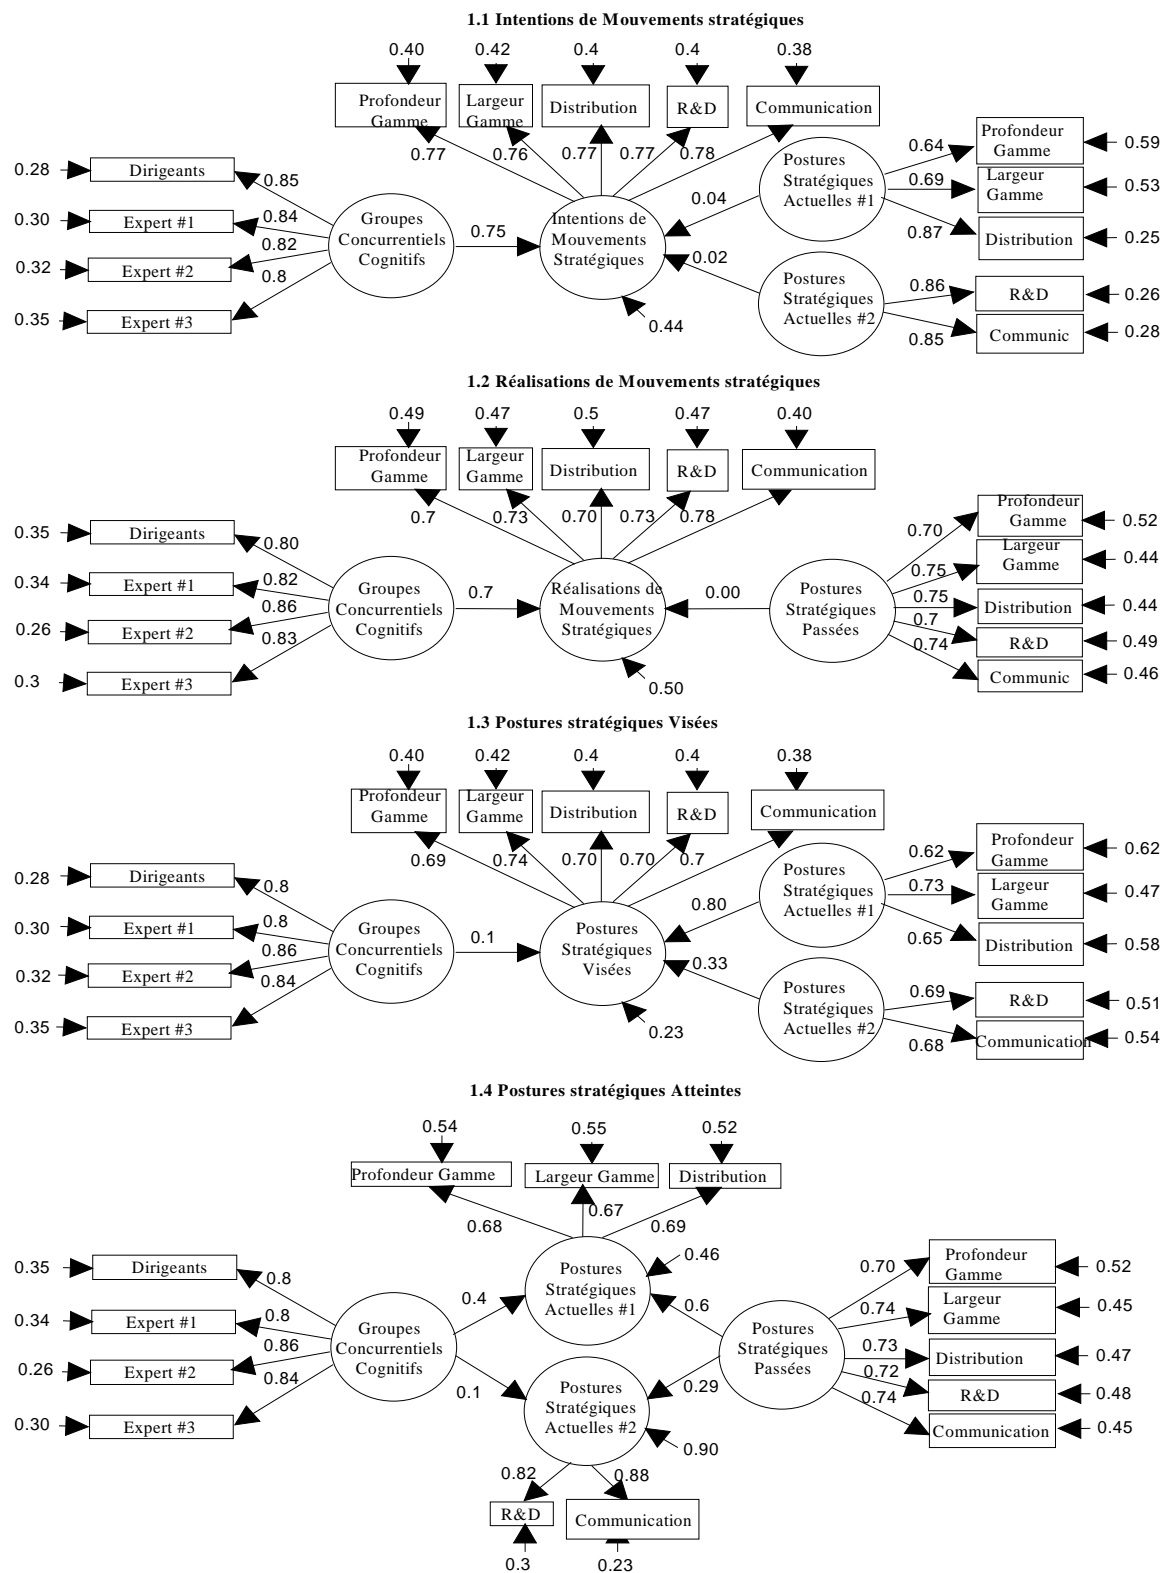 1.1 Intentions de Mouvements stratégiques
0.40 0.42 0.4 0.4 0.38
Profondeur Gamme
Largeur Gamme
Distribution
R&D
Communication
0.77 0.76 0.77 0.77 0.78
0.28 Dirigeants 0.85
0.30 Expert #1 0.84
0.32 Expert #2 0.82
0.35 Expert #3 0.8
Groupes
Concurrentiels
Cognitifs
0.75
Intentions de
Mouvements
Stratégiques
0.44
0.04
0.02
Postures
Stratégiques
Actuelles #1
0.64 Profondeur Gamme 0.59
0.69 Largeur Gamme 0.53
0.87 Distribution 0.25
Postures
Stratégiques
Actuelles #2
0.86 R&D 0.26
0.85 Communic 0.28
1.2 Réalisations de Mouvements stratégiques
0.49 0.47 0.5 0.47 0.40
Profondeur Gamme
Largeur Gamme
Distribution
R&D
Communication
0.7 0.73 0.70 0.73 0.78
0.35 Dirigeants 0.80
0.34 Expert #1 0.82
0.26 Expert #2 0.86
0.3 Expert #3 0.83
Groupes
Concurrentiels
Cognitifs
0.7
Réalisations de
Mouvements
Stratégiques
0.50
0.00
Postures
Stratégiques
Passées
0.70 Profondeur Gamme 0.52
0.75 Largeur Gamme 0.44
0.75 Distribution 0.44
0.7 R&D 0.49
0.74 Communic 0.46
1.3 Postures stratégiques Visées
0.40 0.42 0.4 0.4 0.38
Profondeur Gamme
Largeur Gamme
Distribution
R&D
Communication
0.69 0.74 0.70 0.70 0.7
0.28 Dirigeants 0.8
0.30 Expert #1 0.8
0.32 Expert #2 0.86
0.35 Expert #3 0.84
Groupes
Concurrentiels
Cognitifs
0.1
Postures
Stratégiques
Visées
0.23
0.80
0.33
Postures
Stratégiques
Actuelles #1
0.62 Profondeur Gamme 0.62
0.73 Largeur Gamme 0.47
0.65 Distribution 0.58
Postures
Stratégiques
Actuelles #2
0.69 R&D 0.51
0.68 Communication 0.54
1.4 Postures stratégiques Atteintes
0.54 0.55 0.52
Profondeur Gamme
Largeur Gamme
Distribution
0.68 0.67 0.69
0.35 Dirigeants 0.8
0.34 Expert #1 0.8
0.26 Expert #2 0.86
0.30 Expert #3 0.84
Groupes
Concurrentiels
Cognitifs
0.4
0.1
Postures
Stratégiques
Actuelles #1
0.46
0.6
Postures
Stratégiques
Actuelles #2
0.29
0.90
Postures
Stratégiques
Passées
0.70 Profondeur Gamme 0.52
0.74 Largeur Gamme 0.45
0.73 Distribution 0.47
0.72 R&D 0.48
0.74 Communication 0.45
0.82 0.88
R&D
Communication
0.3 0.23